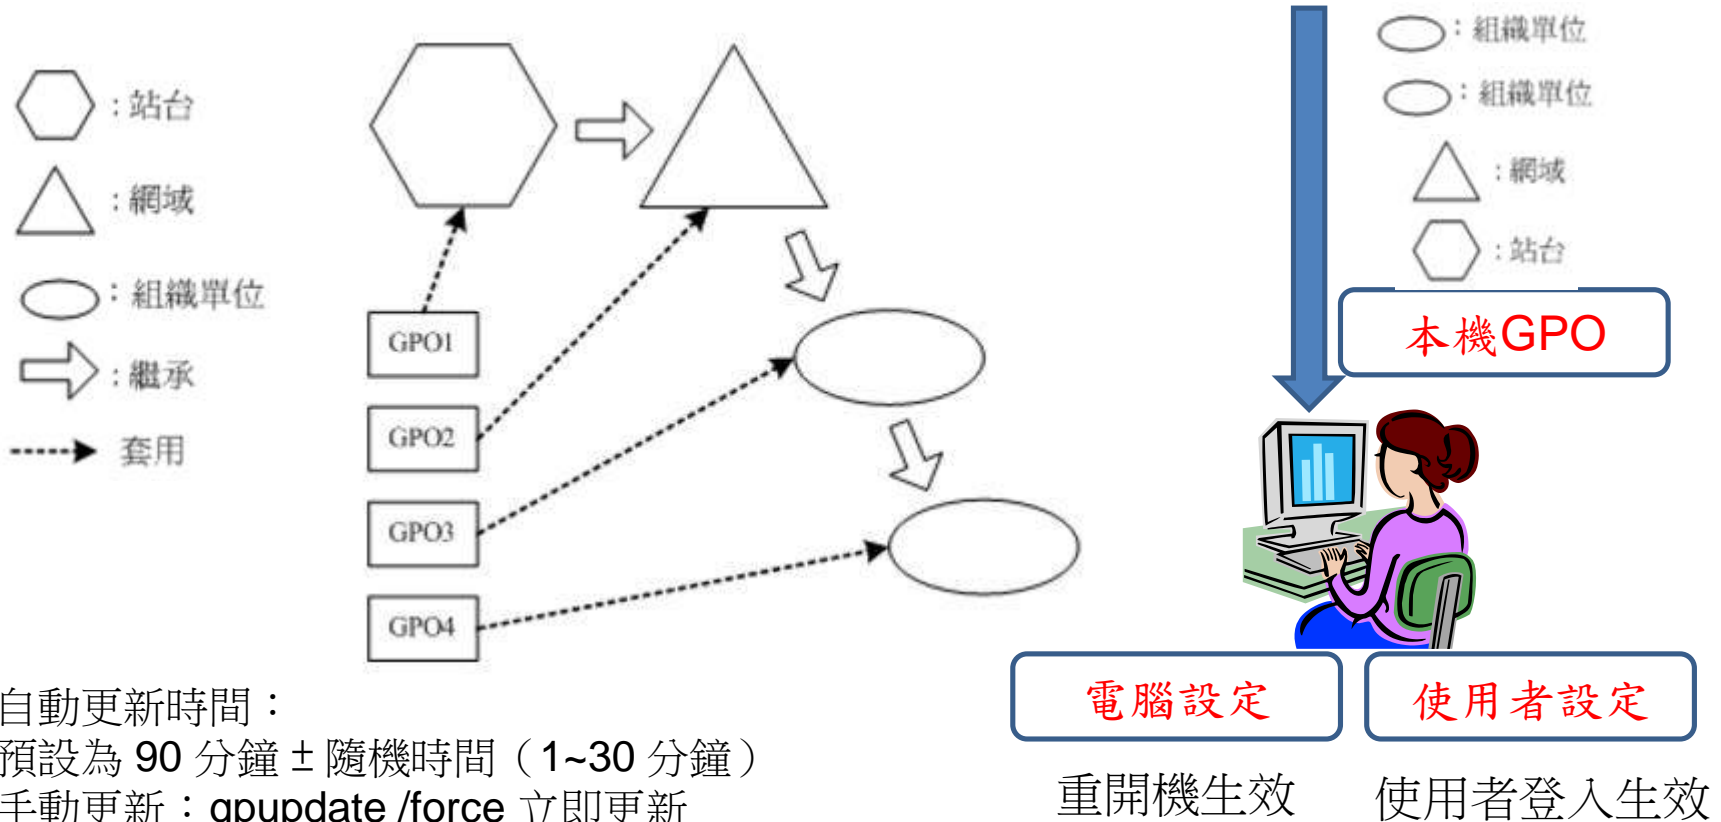 ：站台
：網域
：組織單位
：繼承
套用
GPO1
GPO2
GPO3
GPO4
：組織單位
：組織單位
：網域
：站台
本機GPO
電腦設定
使用者設定
重開機生效
使用者登入生效
自動更新時間：
預設為 90 分鐘 ± 隨機時間（1~30 分鐘）
手動更新：gpupdate /force 立即更新